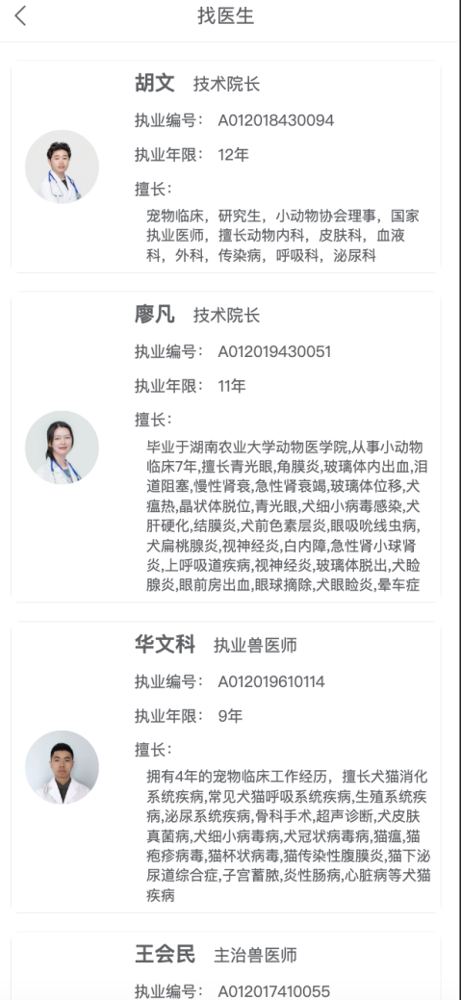 找医生
胡文 技术院长
执业编号： A012018430094
执业年限： 12年
擅长：
宠物临床，研究生，小动物协会理事，国家
执业医师，擅长动物内科，皮肤科，血液
科，外科，传染病，呼吸科，泌尿科
廖凡 技术院长
执业编号： A012019430051
执业年限： 11年
擅长：
毕业于湖南农业大学动物医学院,从事小动物
临床7年,擅长青光眼,角膜炎,玻璃体内出血,泪
道阻塞,慢性肾衰,急性肾衰竭,玻璃体位移,犬
瘟热,晶状体脱位,青光眼,犬细小病毒感染,犬
肝硬化,结膜炎,犬前色素层炎,眼吸吮线虫病,
犬扁桃腺炎,视神经炎,白内障,急性肾小球肾
炎,上呼吸道疾病,视神经炎,玻璃体脱出,犬睑
腺炎,眼前房出血,眼球摘除,犬眼睑炎,晕车症
华文科 执业兽医师
执业编号： A012019610114
执业年限： 9年
擅长：
拥有4年的宠物临床工作经历，擅长犬猫消化
系统疾病,常见犬猫呼吸系统疾病,生殖系统疾
病,泌尿系统疾病,骨科手术,超声诊断,犬皮肤
真菌病,犬细小病毒病,犬冠状病毒病,猫瘟,猫
疱疹病毒,猫杯状病毒,猫传染性腹膜炎,猫下泌
尿道综合症,子宫蓄脓,炎性肠病,心脏病等犬猫
疾病
王会民 主治兽医师
执业编号： A012017410055